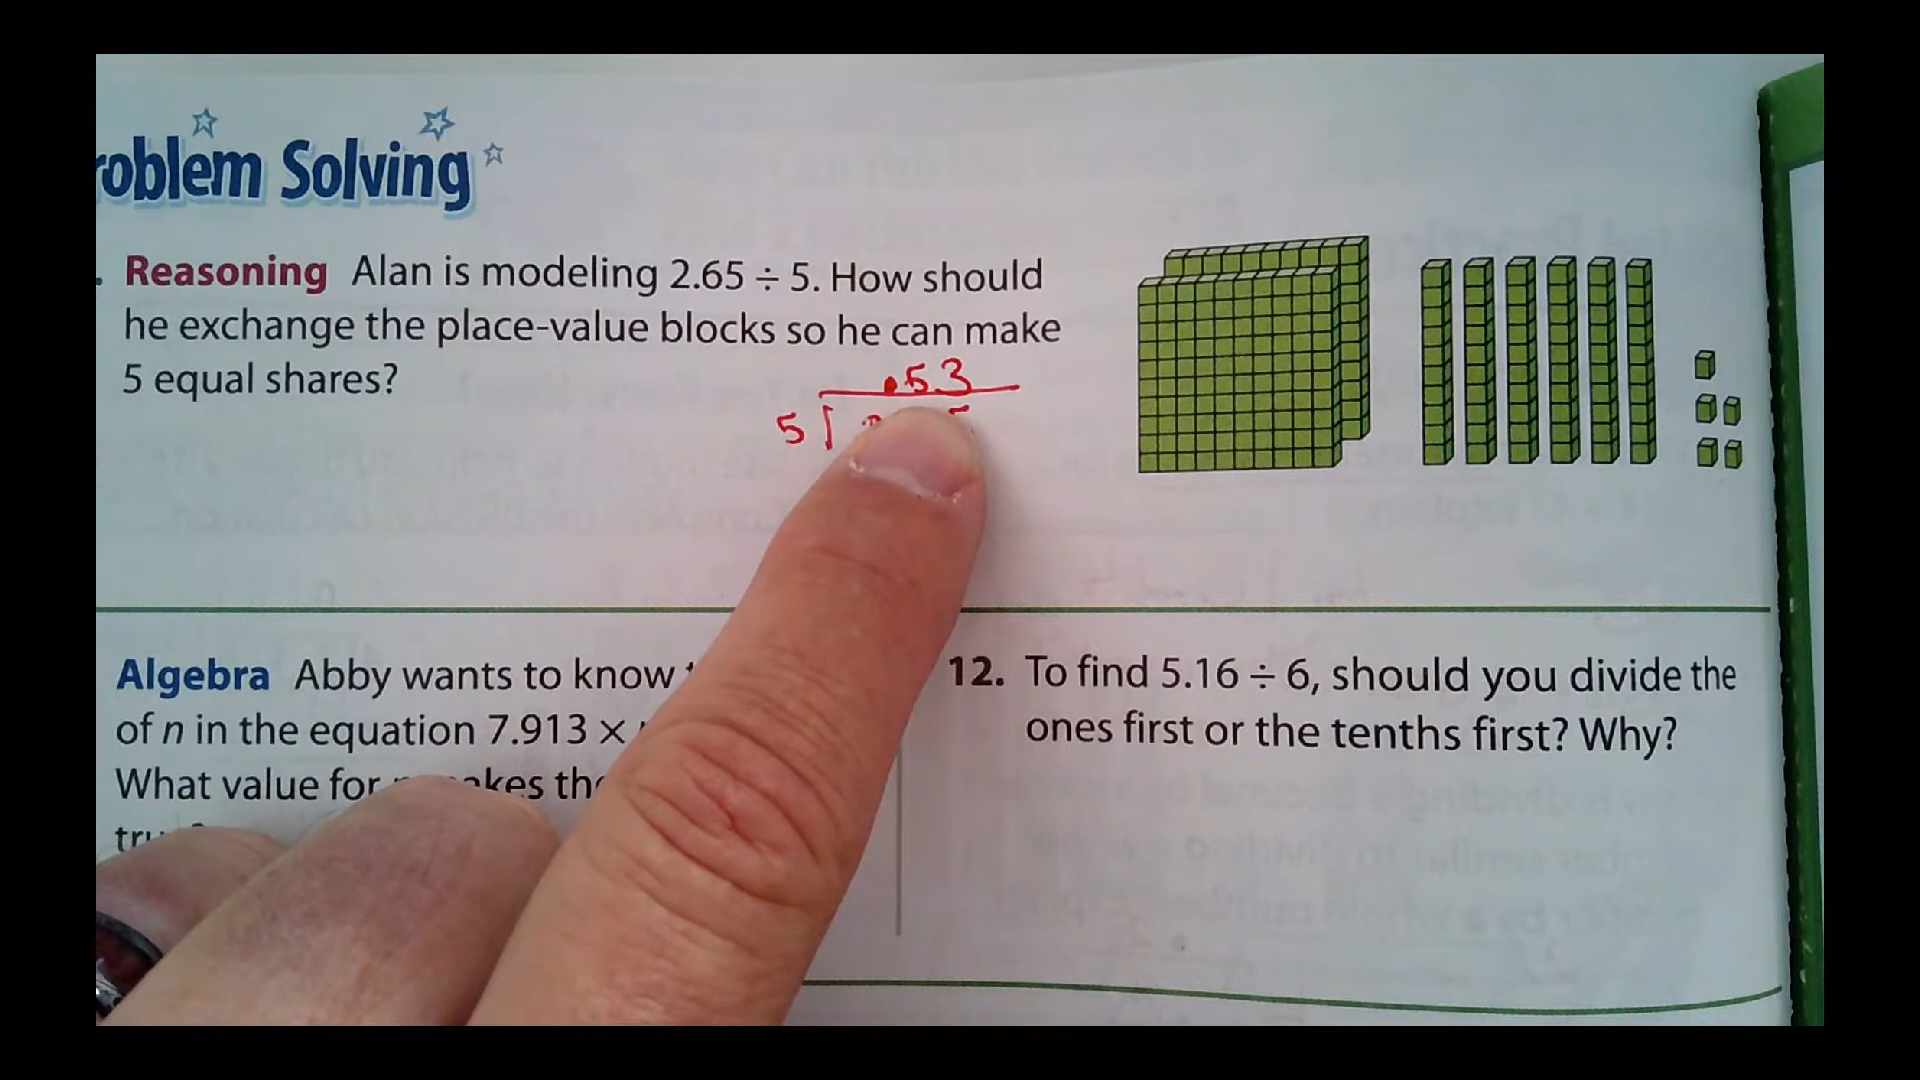 roblem Solving
Reasoning Alan is modeling 2.65 ÷ 5. How should
he exchange the place-value blocks so he can make
5 equal shares?
.53
5
Algebra Abby wants to know
of n in the equation 7.913 ×
What value for
12. To find 5.16 ÷ 6, should you divide the
ones first or the tenths first? Why?